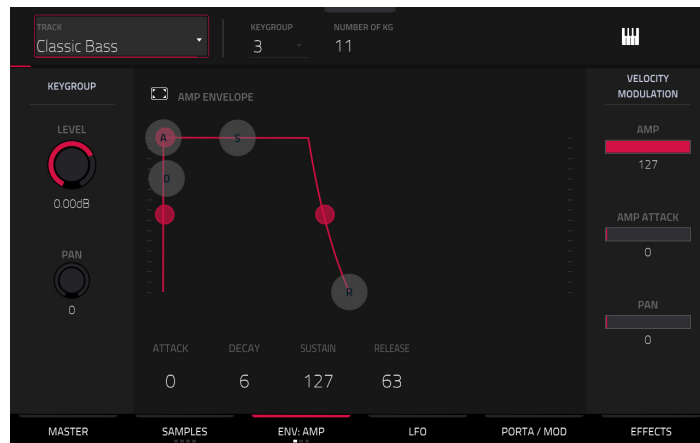 TRACK
Classic Bass
KEYGROUP
3
NUMBER OF KG
11
KEYGROUP
LEVEL
0.00dB
PAN
0
AMP ENVELOPE
A
S
D
R
ATTACK DECAY SUSTAIN RELEASE
0 6 127 63
VELOCITY
MODULATION
AMP
127
AMP ATTACK
0
PAN
0
MASTER SAMPLES ENV: AMP LFO PORTA / MOD EFFECTS